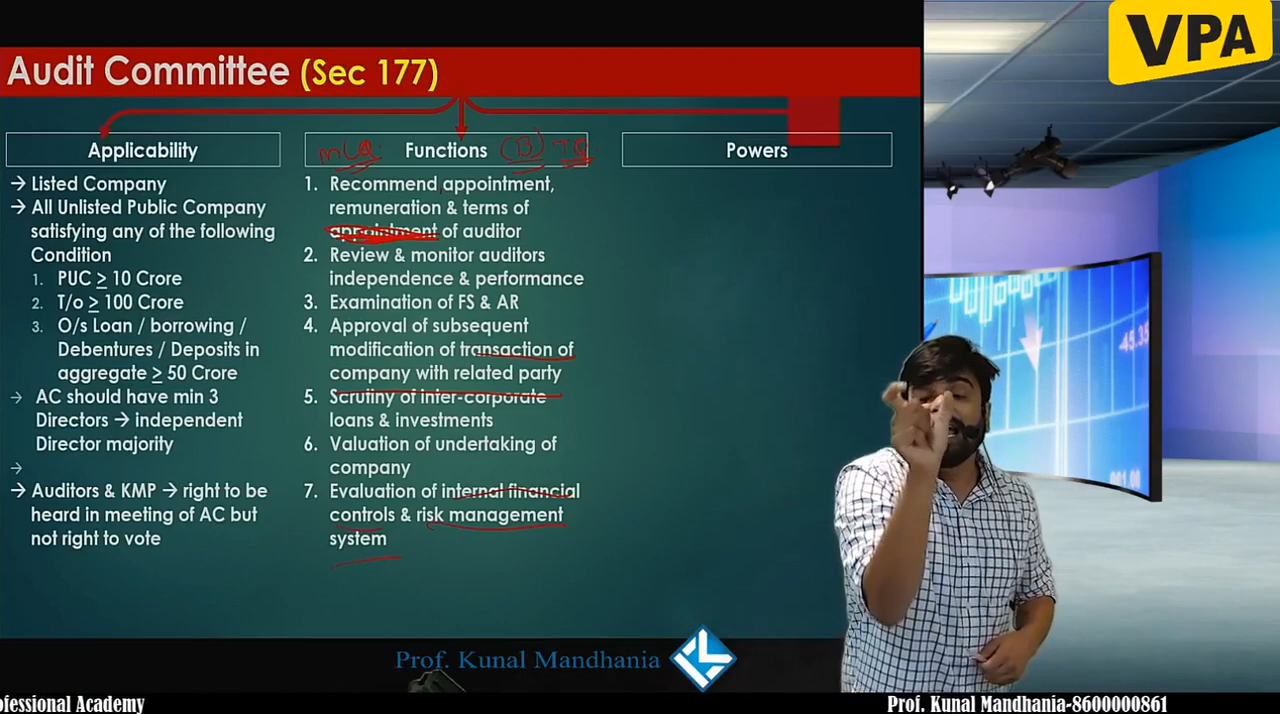 VPA
Audit Committee (Sec 177)
Applicability
→ Listed Company
→ All Unlisted Public Company
satisfying any of the following
Condition
1. PUC ≥ 10 Crore
2. T/o ≥ 100 Crore
3. O/s Loan / borrowing /
Debentures / Deposits in
aggregate ≥ 50 Crore
→ AC should have min 3
Directors → independent
Director majority
→
→ Auditors & KMP → right to be
heard in meeting of AC but
not right to vote
MCQ Functions (B)
1. Recommend appointment,
remuneration & terms of
appointment of auditor
2. Review & monitor auditors
independence & performance
3. Examination of FS & AR
4. Approval of subsequent
modification of transaction of
company with related party
5. Scrutiny of inter-corporate
loans & investments
6. Valuation of undertaking of
company
7. Evaluation of internal financial
controls & risk management
system
Powers
-45.35
Prof. Kunal Mandhania
ofessional Academy
Prof. Kunal Mandhania-8600000861